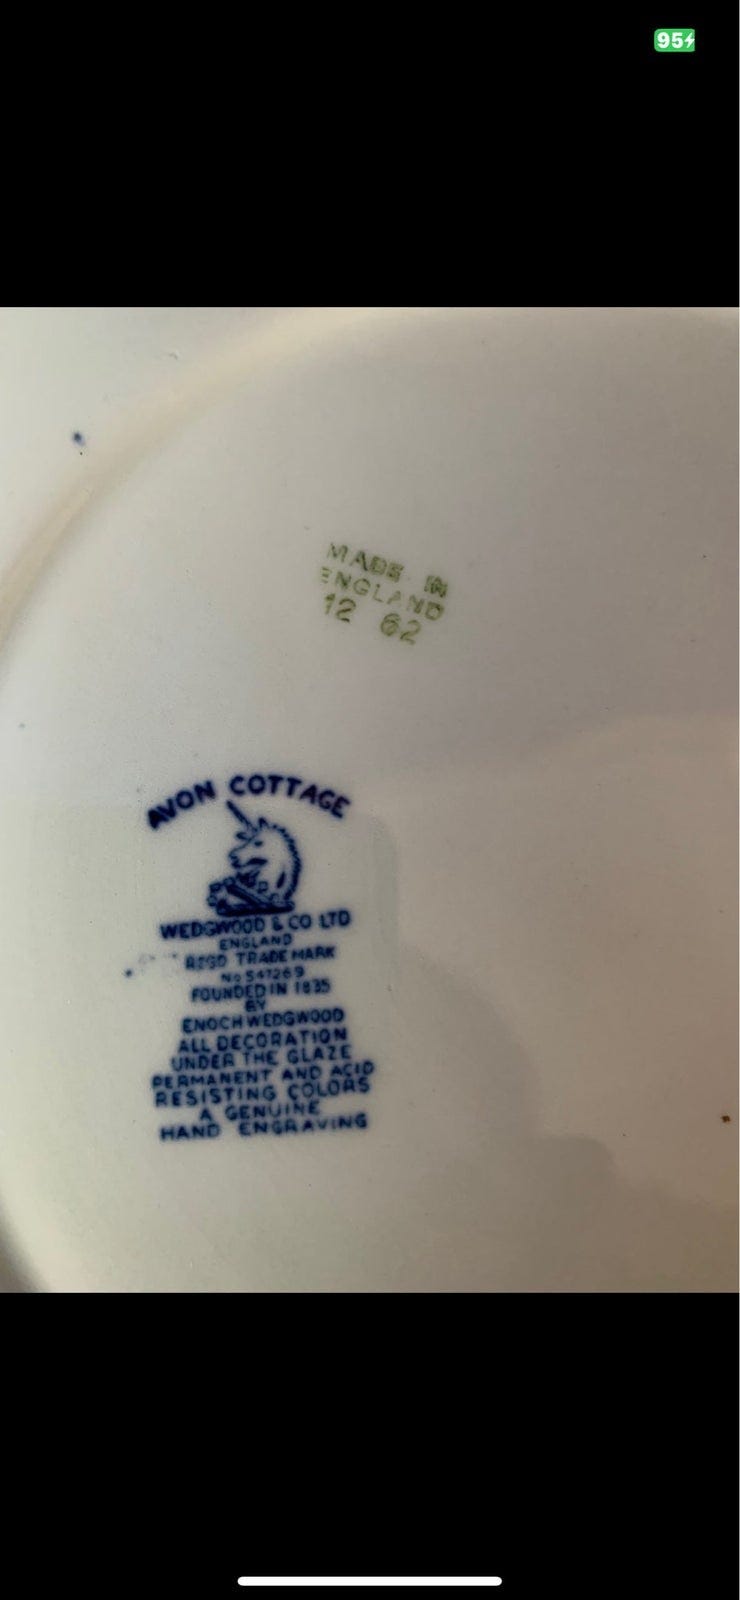 95
MADE IN
ENGLAND
12 62
AVON COTTAGE
WEDGWOOD & CO LTD
ENGLAND
REGD TRADE MARK
No 547269
FOUNDED IN 1835
BY
ENOCH WEDGWOOD
ALL DECORATION
UNDER THE GLAZE
PERMANENT AND ACID
RESISTING COLORS
A GENUINE
HAND ENGRAVING